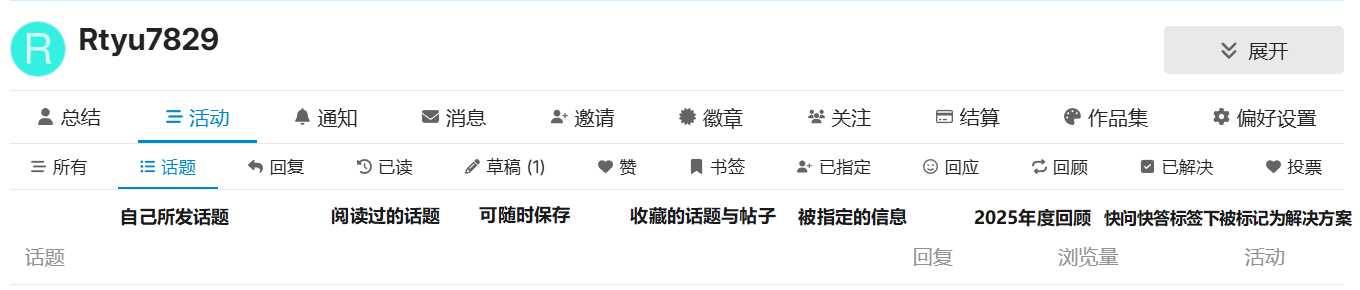 R
Rtyu7829
展开
总结 活动 通知 消息 邀请 徽章 关注 结算 作品集 偏好设置
所有 话题 回复 已读 草稿 (1) 赞 书签 已指定 回应 回顾 已解决 投票
自己所发话题 阅读过的话题 可随时保存 收藏的话题与帖子 被指定的信息 2025年度回顾 快问快答标签下被标记为解决方案
话题 回复 浏览量 活动